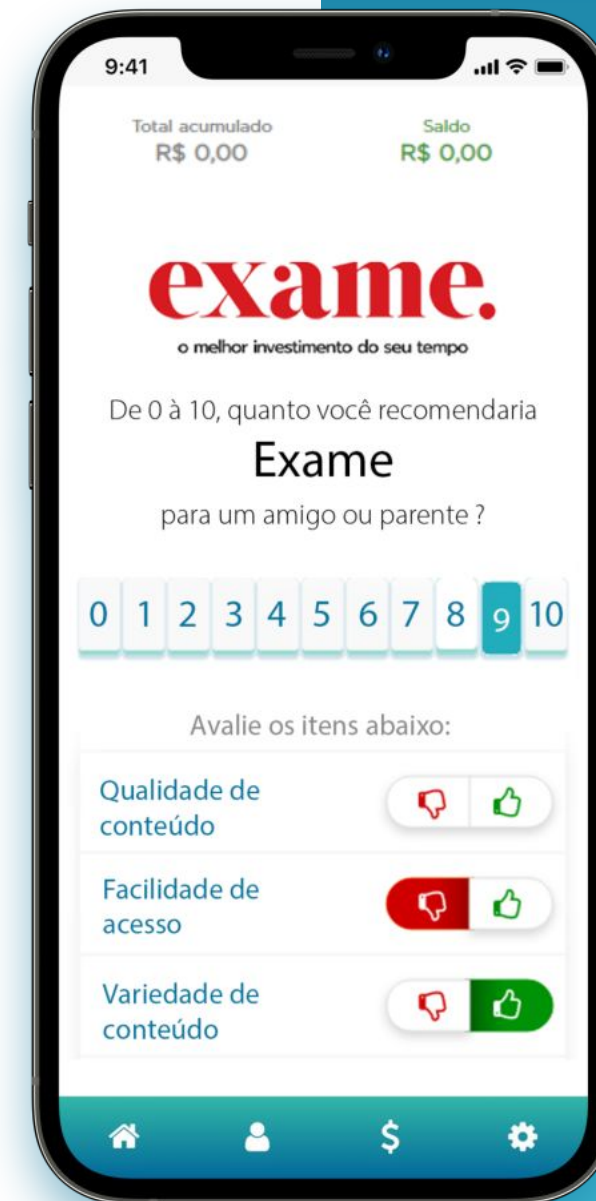 9:41
Total acumulado
Saldo
R$ 0,00
R$ 0,00
exame.
o melhor investimento do seu tempo
De 0 à 10, quanto você recomendaria
Exame
para um amigo ou parente ?
0 1 2 3 4 5 6 7 8 9 10
Avalie os itens abaixo:
Qualidade de
conteúdo
Facilidade de
acesso
Variedade de
conteúdo
$